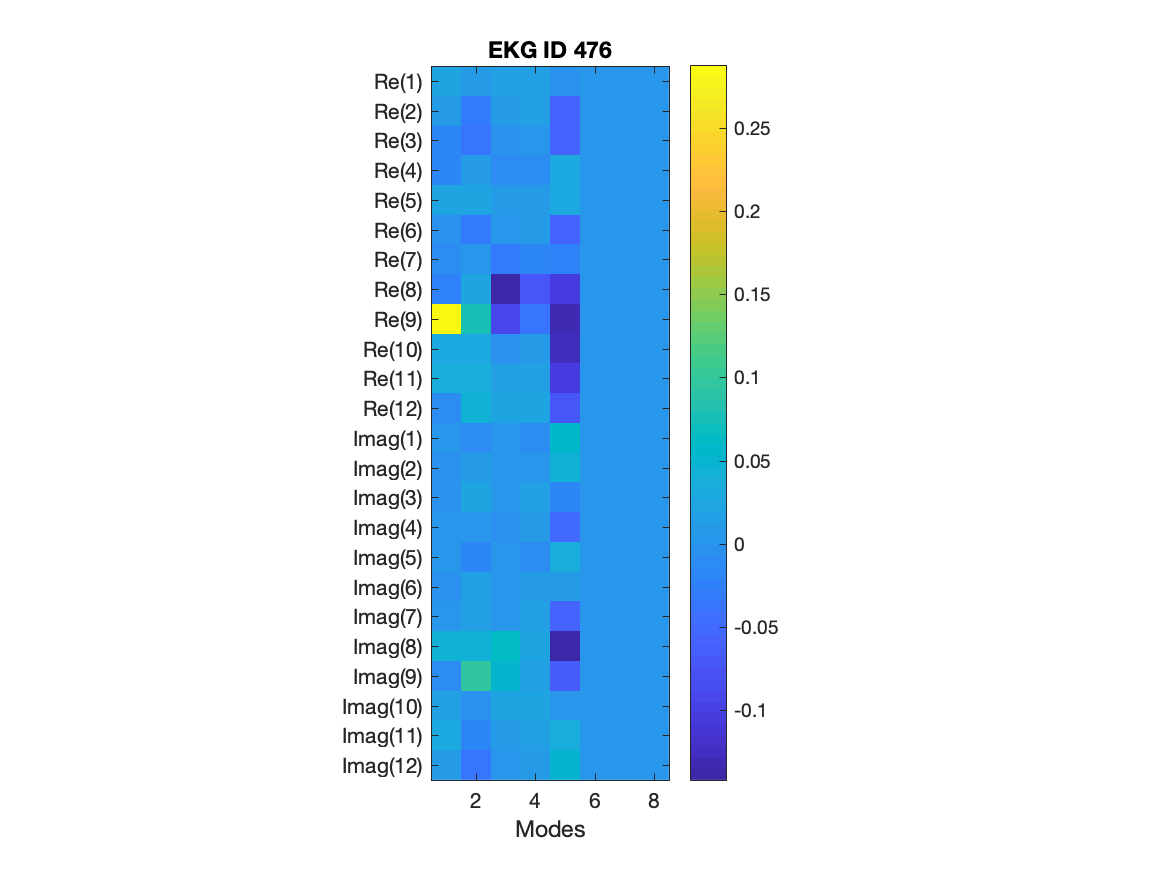 EKG ID 476
Re(1)
Re(2)
Re(3)
Re(4)
Re(5)
Re(6)
Re(7)
Re(8)
Re(9)
Re(10)
Re(11)
Re(12)
Imag(1)
Imag(2)
Imag(3)
Imag(4)
Imag(5)
Imag(6)
Imag(7)
Imag(8)
Imag(9)
Imag(10)
Imag(11)
Imag(12)
2 4 6 8
Modes
0.25
0.2
0.15
0.1
0.05
0
-0.05
-0.1